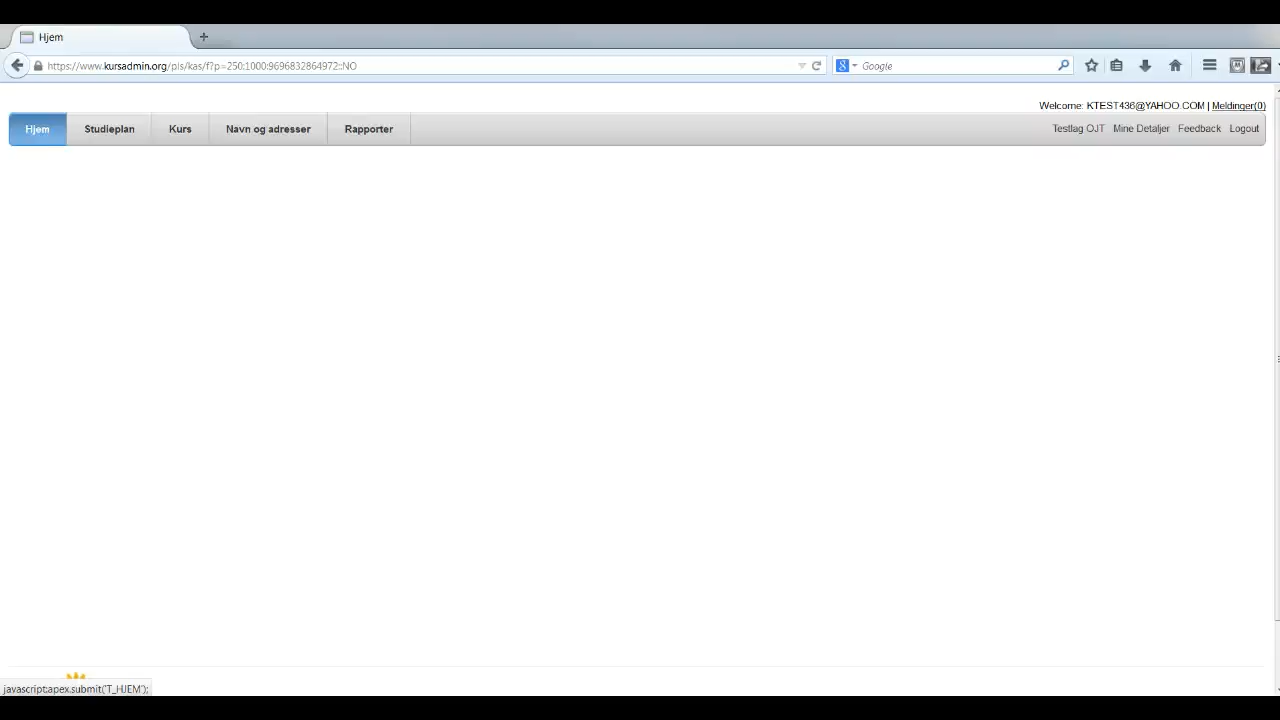 Hjem
https://www.kursadmin.org/pls/kas/f?p=250:1000:9696832864972::NO
Google
Welcome: KTEST436@YAHOO.COM | Meldinger(0)
Hjem Studieplan Kurs Navn og adresser Rapporter Testlag OJT Mine Detaljer Feedback Logout
javascript:apex.submit('T_HJEM');